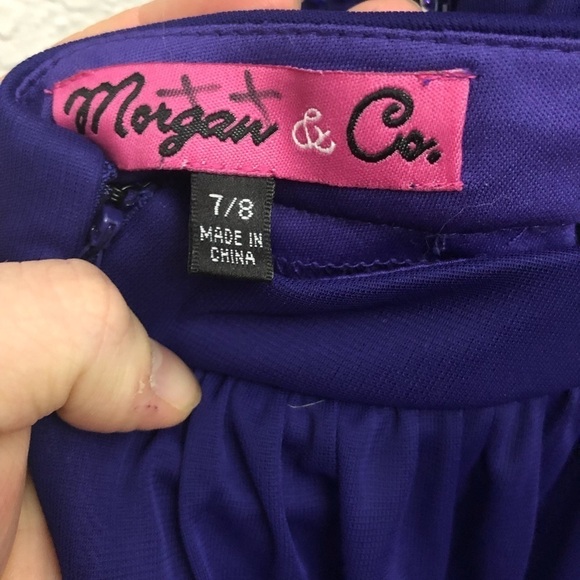 Morgan & Co.
7/8
MADE IN
CHINA